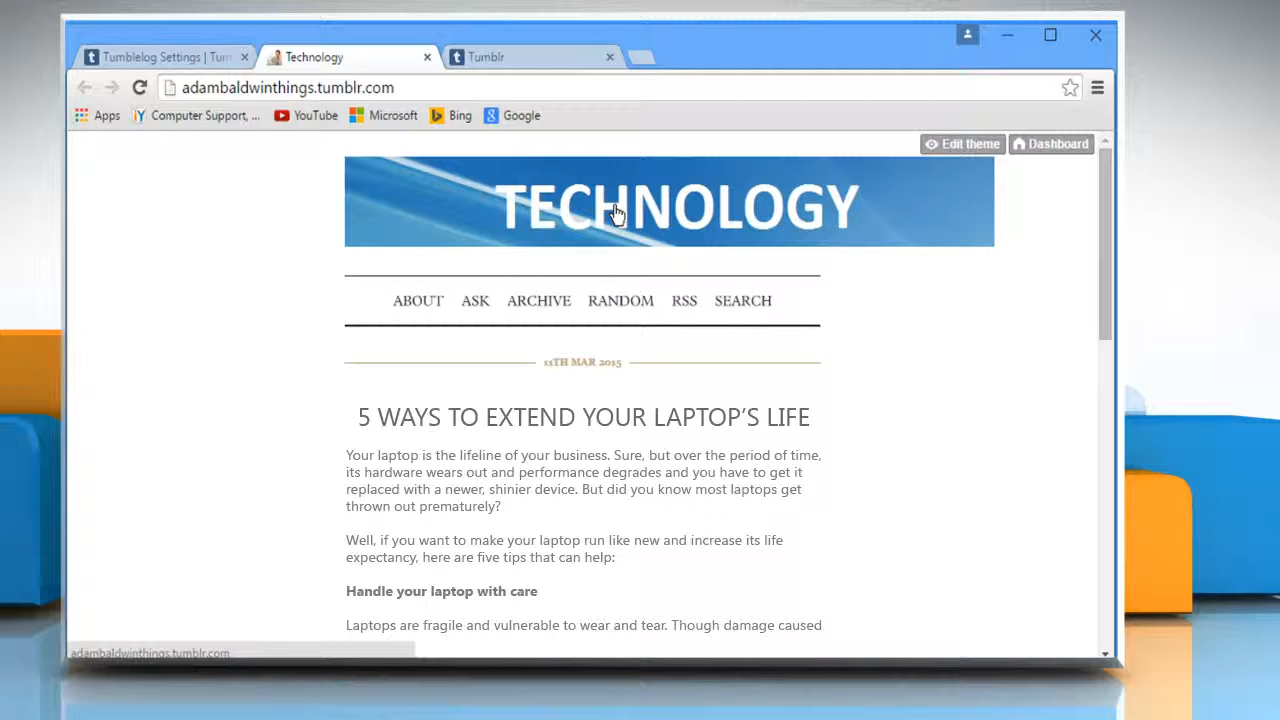 Tumblelog Settings | Tum
Technology
Tumblr
adambaldwinthings.tumblr.com
Apps
Computer Support, ...
YouTube
Microsoft
Bing
Google
Edit theme
Dashboard
TECHNOLOGY
ABOUT ASK ARCHIVE RANDOM RSS SEARCH
11TH MAR 2015
5 WAYS TO EXTEND YOUR LAPTOP’S LIFE
Your laptop is the lifeline of your business. Sure, but over the period of time,
its hardware wears out and performance degrades and you have to get it
replaced with a newer, shinier device. But did you know most laptops get
thrown out prematurely?
Well, if you want to make your laptop run like new and increase its life
expectancy, here are five tips that can help:
Handle your laptop with care
Laptops are fragile and vulnerable to wear and tear. Though damage caused
adambaldwinthings.tumblr.com